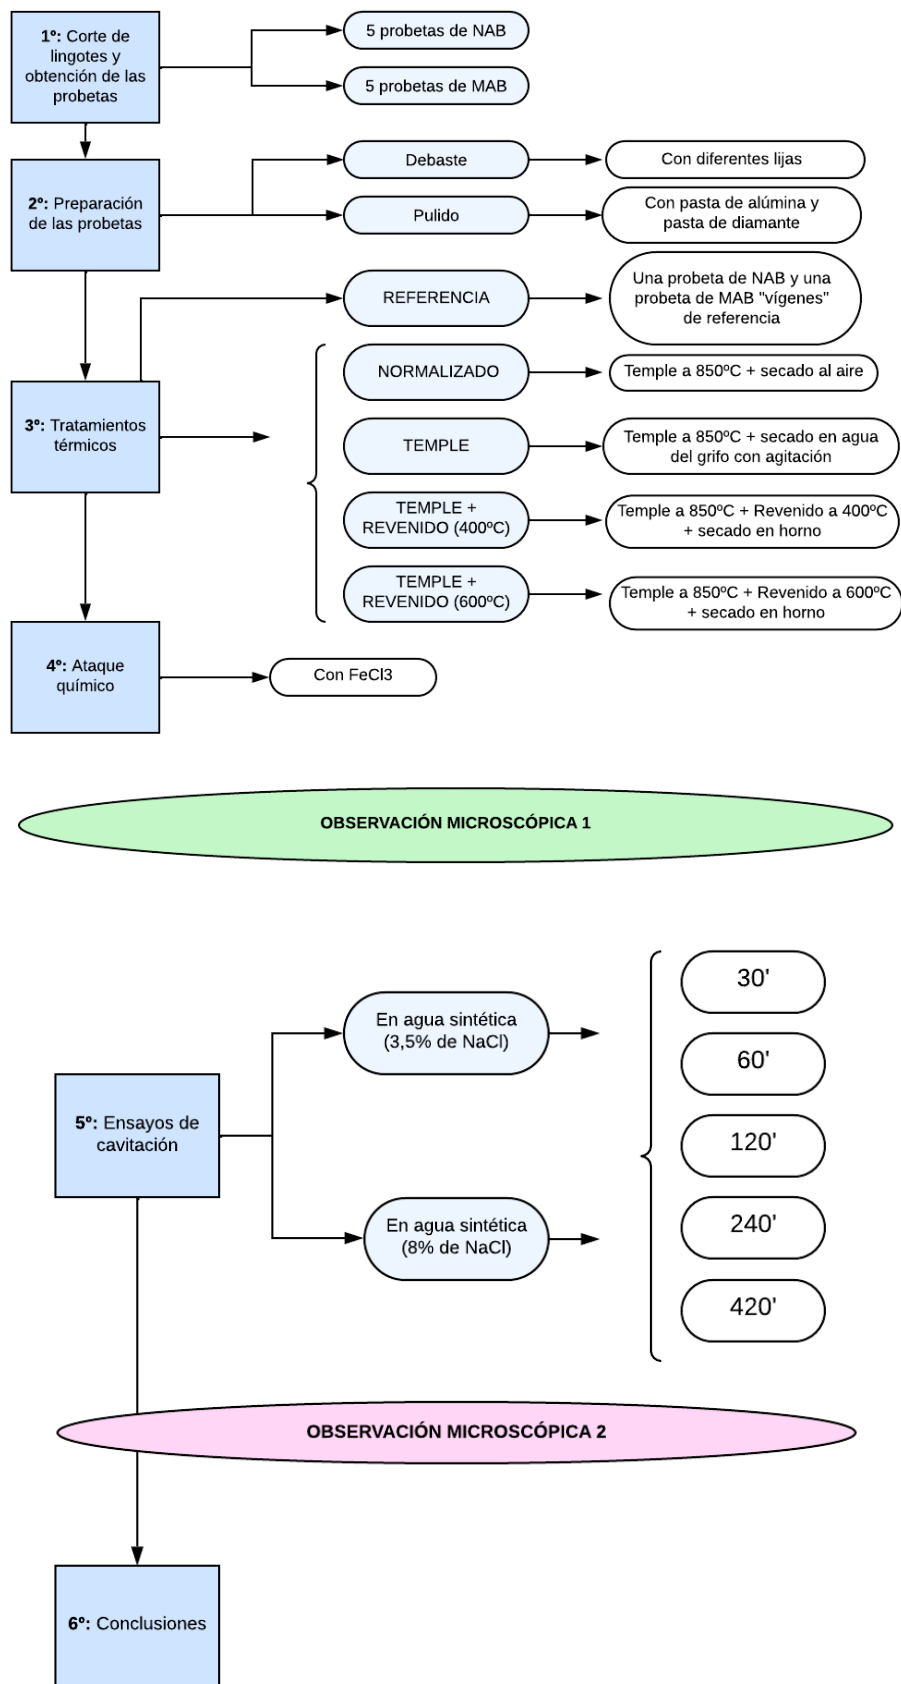 1º: Corte de
lingotes y
obtención de las
probetas
5 probetas de NAB
5 probetas de MAB
2º: Preparación
de las probetas
Debaste
Con diferentes lijas
Pulido
Con pasta de alúmina y
pasta de diamante
REFERENCIA
Una probeta de NAB y una
probeta de MAB "vígenes"
de referencia
3º: Tratamientos
térmicos
NORMALIZADO
Temple a 850ºC + secado al aire
TEMPLE
Temple a 850ºC + secado en agua
del grifo con agitación
TEMPLE +
REVENIDO (400ºC)
Temple a 850ºC + Revenido a 400ºC
+ secado en horno
TEMPLE +
REVENIDO (600ºC)
Temple a 850ºC + Revenido a 600ºC
+ secado en horno
4º: Ataque
químico
Con FeCl3
OBSERVACIÓN MICROSCÓPICA 1
5º: Ensayos de
cavitación
En agua sintética
(3,5% de NaCl)
En agua sintética
(8% de NaCl)
30'
60'
120'
240'
420'
OBSERVACIÓN MICROSCÓPICA 2
6º: Conclusiones